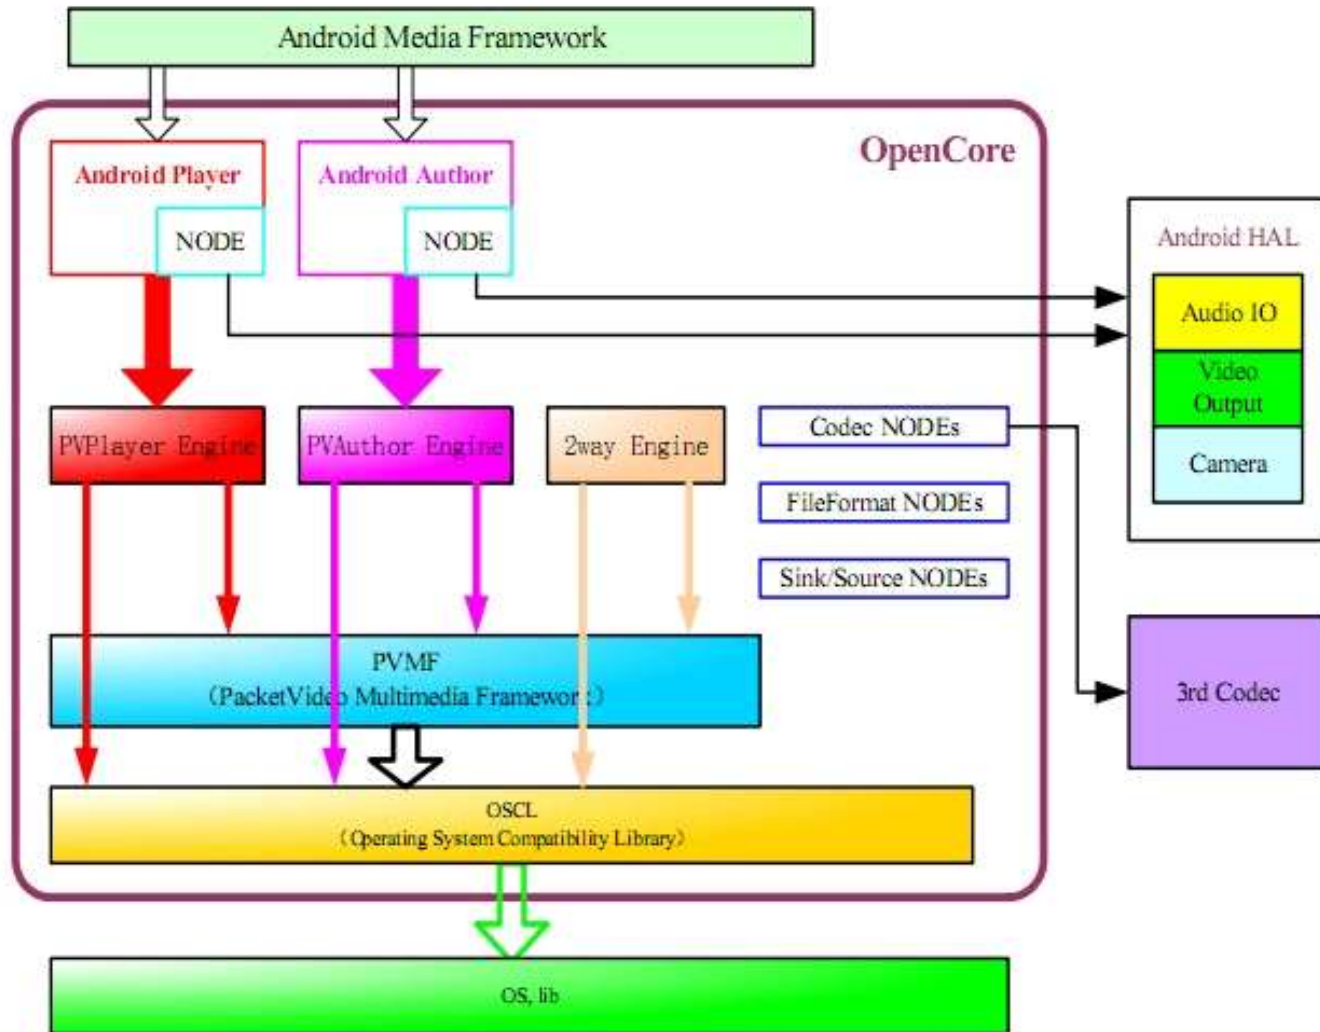 Android Media Framework
OpenCore
Android Player
NODE
Android Author
NODE
Android HAL
Audio IO
Video
Output
Camera
PVPlayer Engine
PVAuthor Engine
2way Engine
Codec NODEs
FileFormat NODEs
Sink/Source NODEs
3rd Codec
PVMF
(PacketVideo Multimedia Framework)
OSCL
(Operating System Compatibility Library)
OS, lib